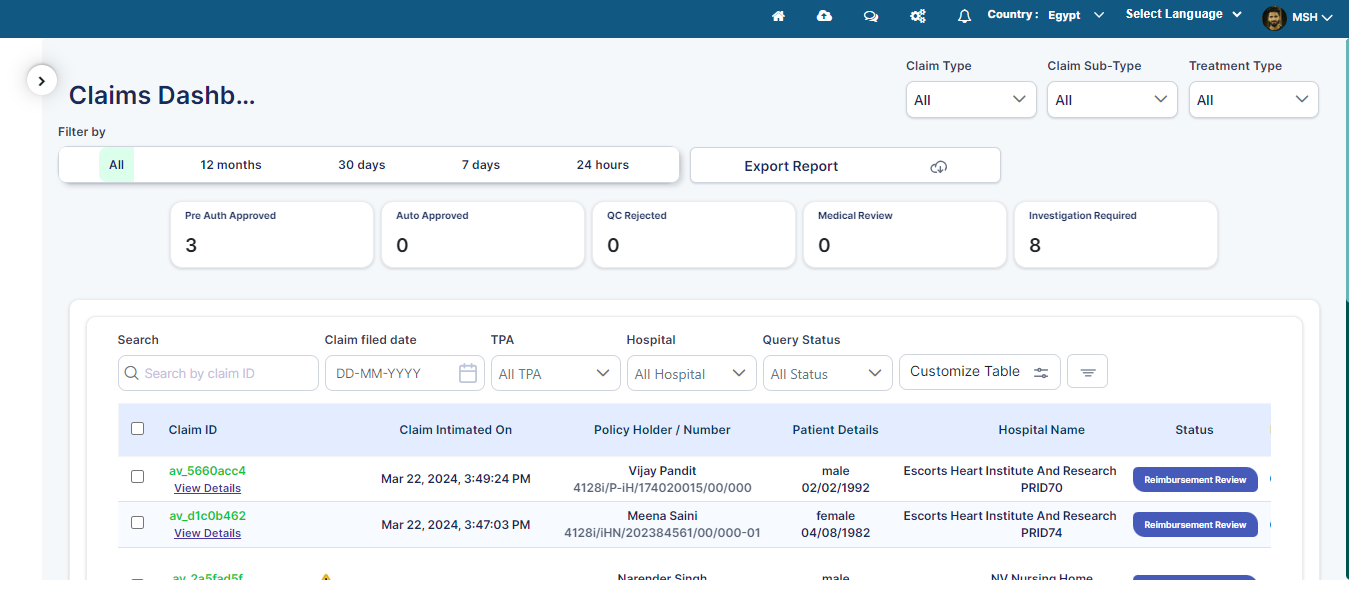 Country : Egypt Select Language MSH
Claim Type Claim Sub-Type Treatment Type
Claims Dashb...
All All All
Filter by
All 12 months 30 days 7 days 24 hours Export Report
Pre Auth Approved Auto Approved QC Rejected Medical Review Investigation Required
3 0 0 0 8
Search Claim filed date TPA Hospital Query Status
Search by claim ID DD-MM-YYYY All TPA All Hospital All Status Customize Table
Claim ID Claim Intimated On Policy Holder / Number Patient Details Hospital Name Status
av_5660acc4 Mar 22, 2024, 3:49:24 PM Vijay Pandit male Escorts Heart Institute And Research Reimbursement Review
View Details 4128i/P-iH/174020015/00/000 02/02/1992 PRID70
av_d1c0b462 Mar 22, 2024, 3:47:03 PM Meena Saini female Escorts Heart Institute And Research Reimbursement Review
View Details 4128i/iHN/202384561/00/000-01 04/08/1982 PRID74
av_2a5fad5f Narender Singh male NV Nursing Home